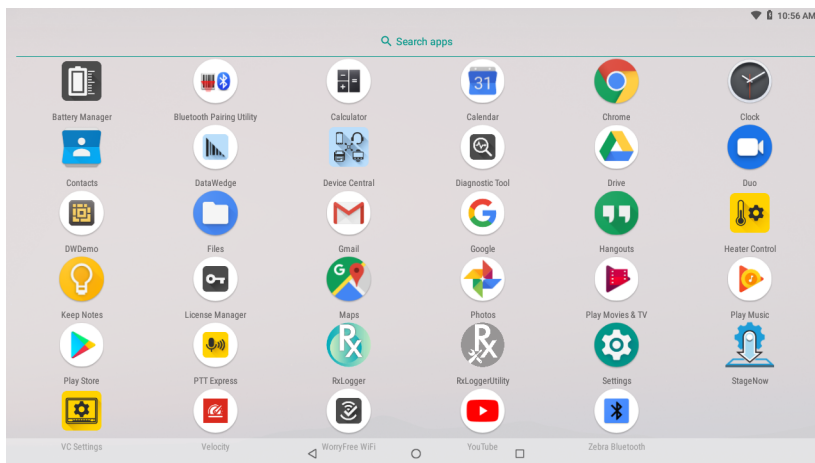 10:56 AM
Search apps
Battery Manager
Bluetooth Pairing Utility
Calculator
31
Calendar
Chrome
Clock
Contacts
DataWedge
Device Central
Diagnostic Tool
Drive
Duo
DWDemo
Files
Gmail
G
Google
Hangouts
Heater Control
Keep Notes
License Manager
G
Maps
Photos
Play Movies & TV
Play Music
Play Store
PTT Express
Rx
RxLogger
Rx
RxLoggerUtility
Settings
StageNow
VC Settings
Velocity
WorryFree WiFi
YouTube
Zebra Bluetooth